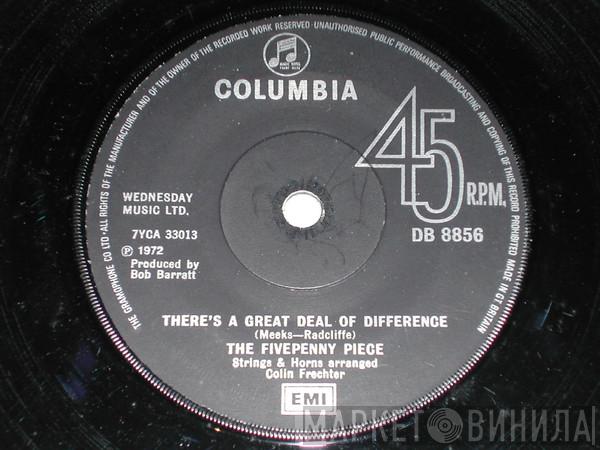 THE GRAMOPHONE CO LTD · ALL RIGHTS OF THE MANUFACTURER AND OF THE OWNER OF THE RECORDED WORK RESERVED · UNAUTHORISED PUBLIC PERFORMANCE BROADCASTING AND COPYING OF THIS RECORD PROHIBITED MADE IN GT BRITAIN
COLUMBIA
45 R.P.M.
WEDNESDAY
MUSIC LTD.
7YCA 33013
℗ 1972
Produced by
Bob Barratt
DB 8856
THERE'S A GREAT DEAL OF DIFFERENCE
(Meeks—Radcliffe)
THE FIVEPENNY PIECE
Strings & Horns arranged
Colin Frechter
EMI
МАРКЕТ ВИНИЛА